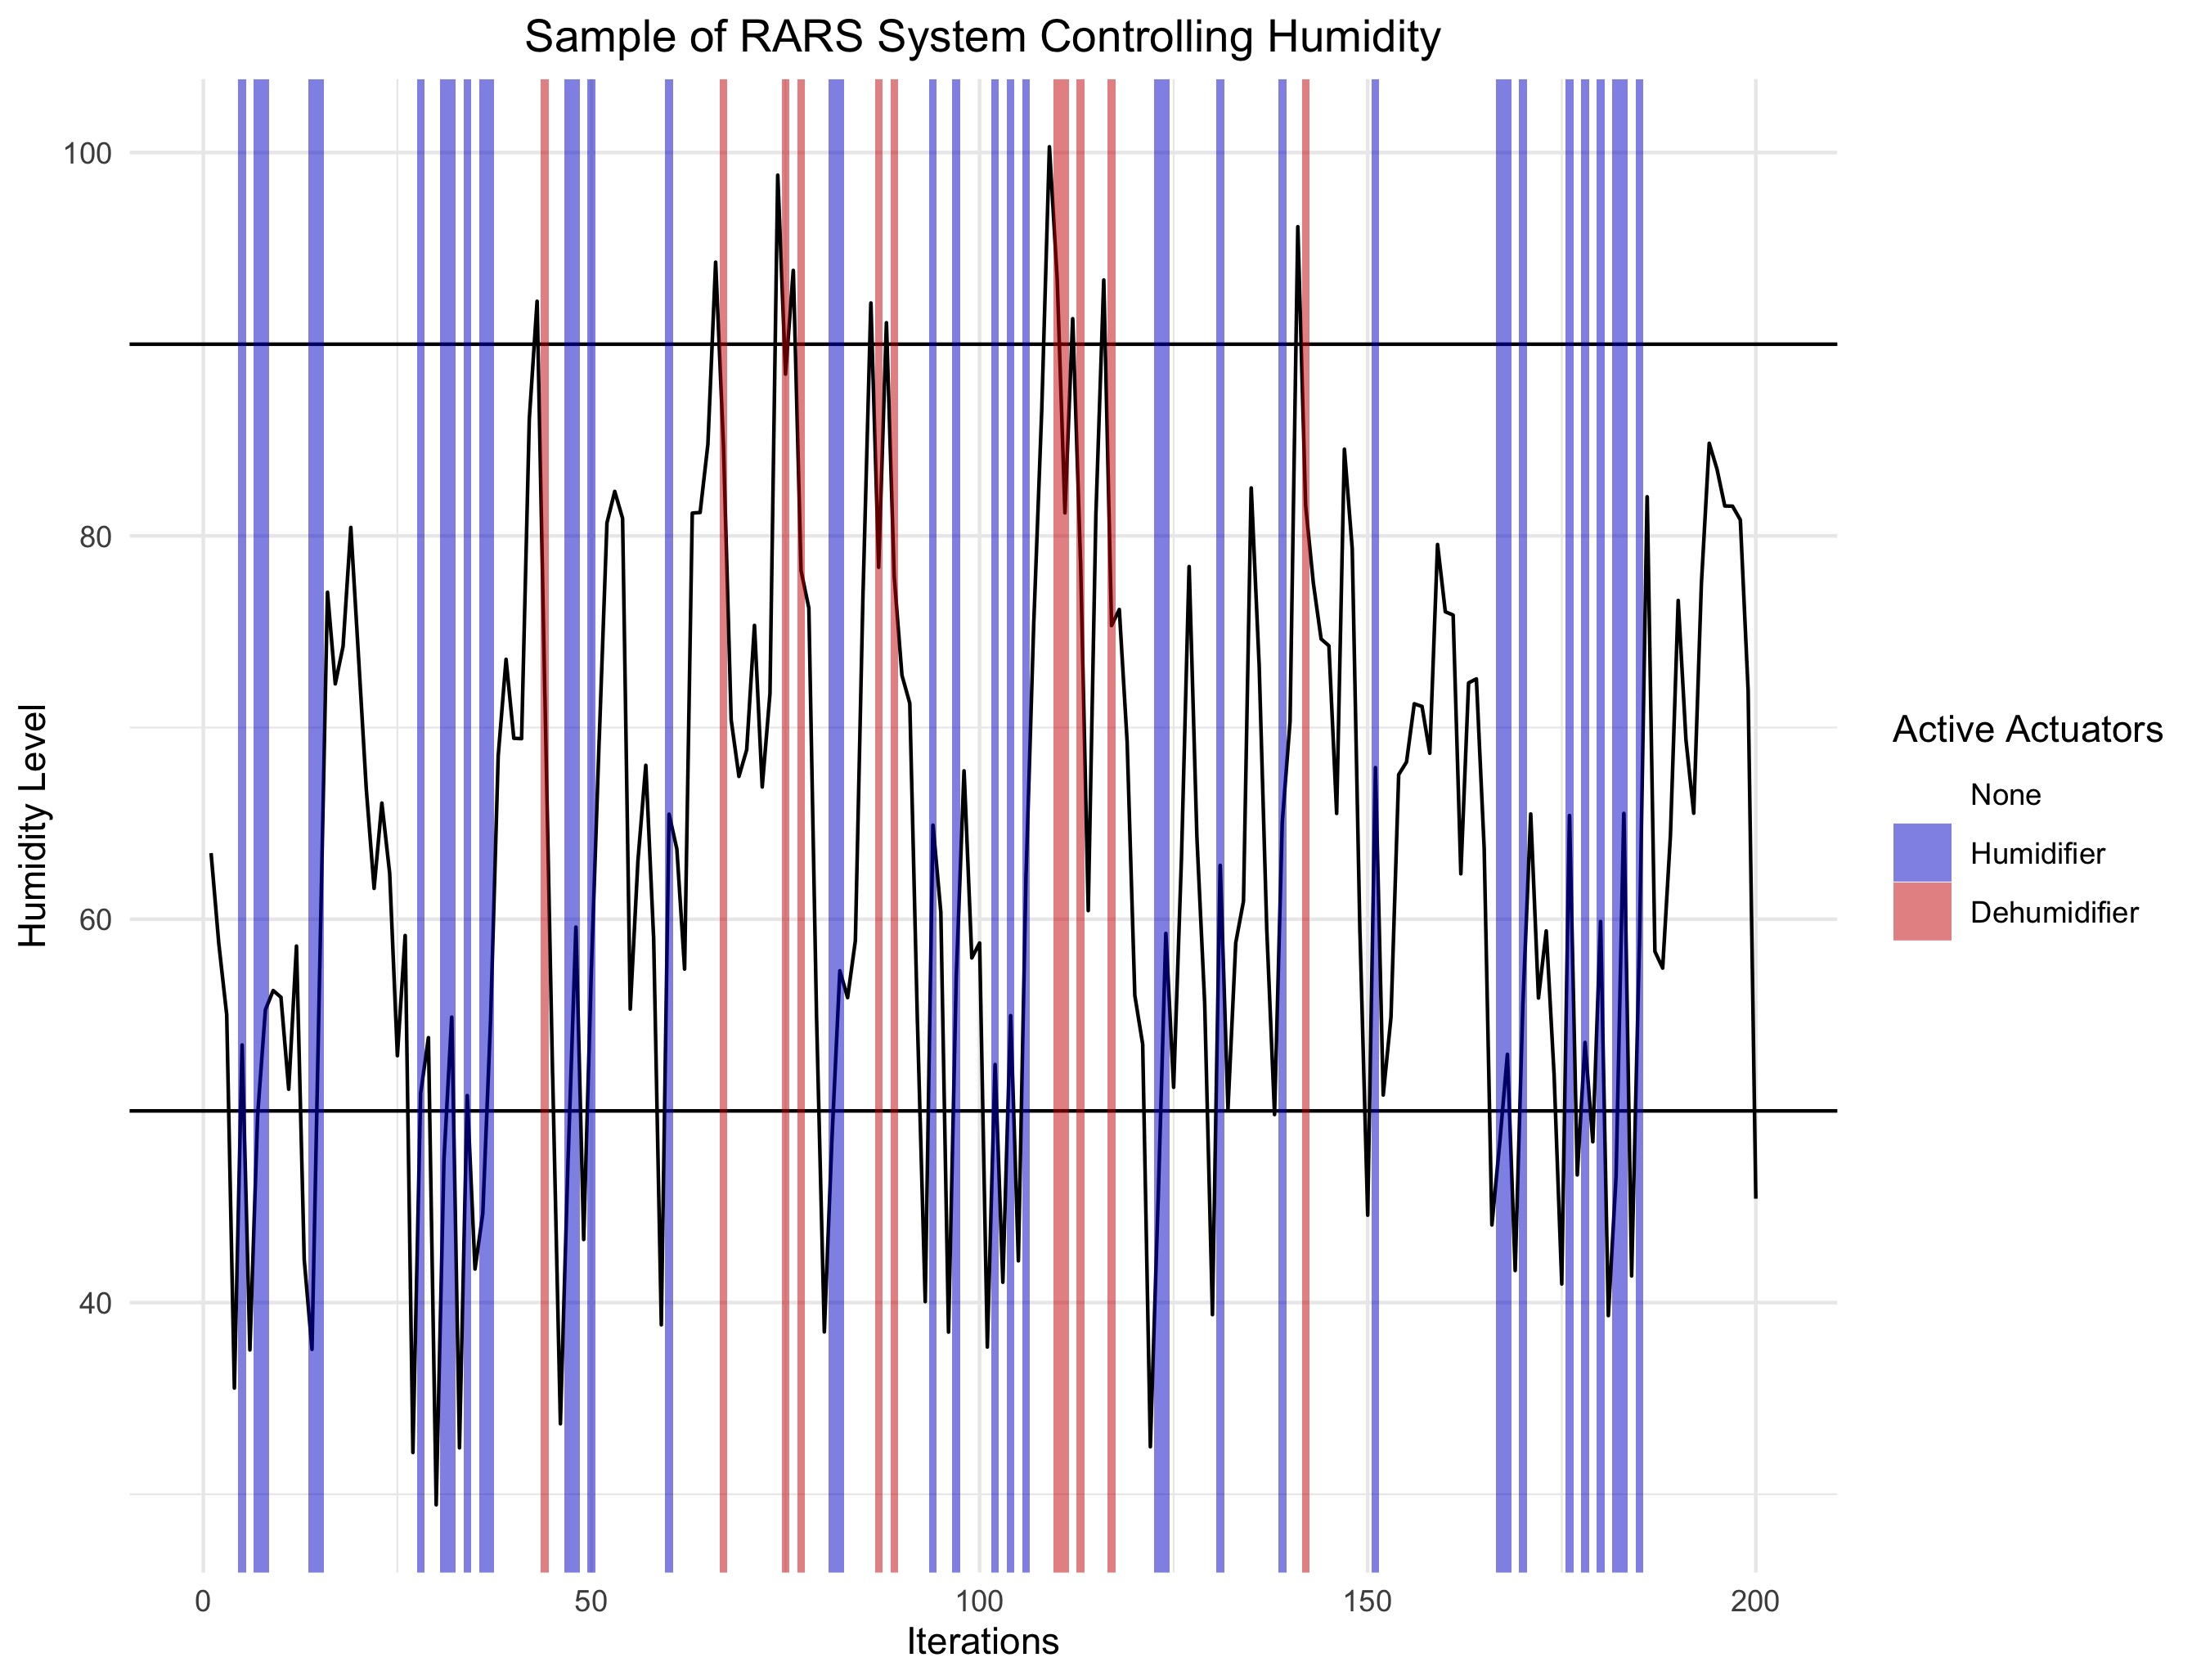 Sample of RARS System Controlling Humidity
Humidity Level
100
80
60
40
0
50
100
150
200
Iterations
Active Actuators
None
Humidifier
Dehumidifier